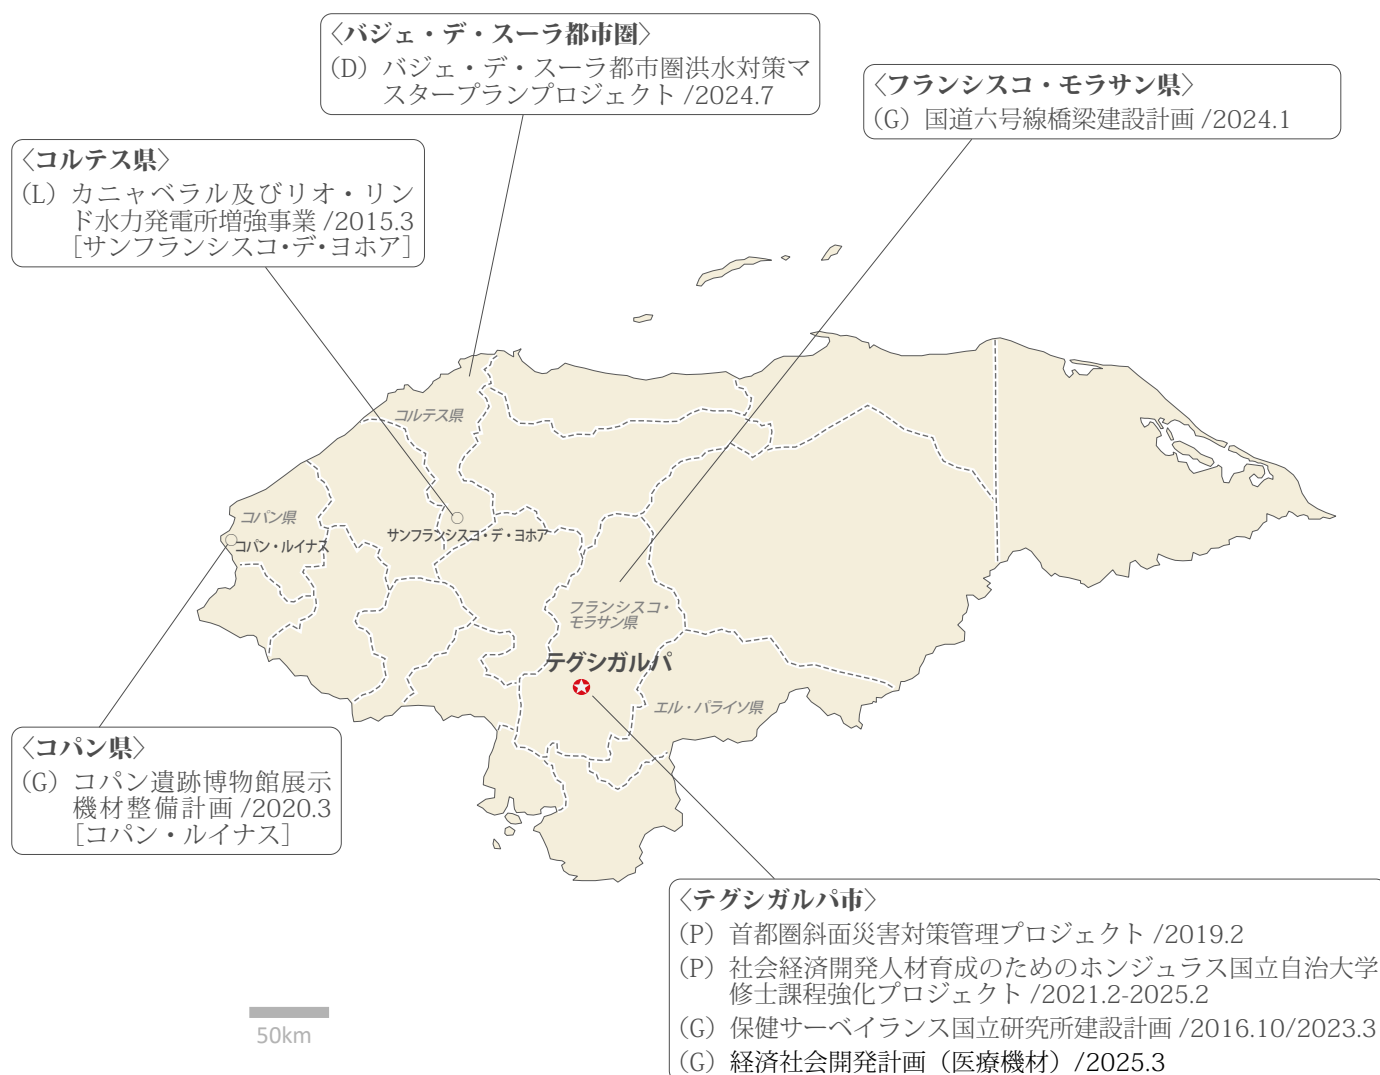 〈バジェ・デ・スーラ都市圏〉
(D) バジェ・デ・スーラ都市圏洪水対策マ
スタープランプロジェクト /2024.7
〈フランシスコ・モラサン県〉
(G) 国道六号線橋梁建設計画 /2024.1
〈コルテス県〉
(L) カニャベラル及びリオ・リン
ド水力発電所増強事業 /2015.3
[サンフランシスコ・デ・ヨホア]
コルテス県
コパン県
コパン・ルイナス
サンフランシスコ・デ・ヨホア
フランシスコ・
モラサン県
テグシガルパ
エル・パライソ県
〈コパン県〉
(G) コパン遺跡博物館展示
機材整備計画 /2020.3
[コパン・ルイナス]
〈テグシガルパ市〉
(P) 首都圏斜面災害対策管理プロジェクト /2019.2
(P) 社会経済開発人材育成のためのホンジュラス国立自治大学
修士課程強化プロジェクト /2021.2-2025.2
(G) 保健サーベイランス国立研究所建設計画 /2016.10/2023.3
(G) 経済社会開発計画（医療機材）/2025.3
50km